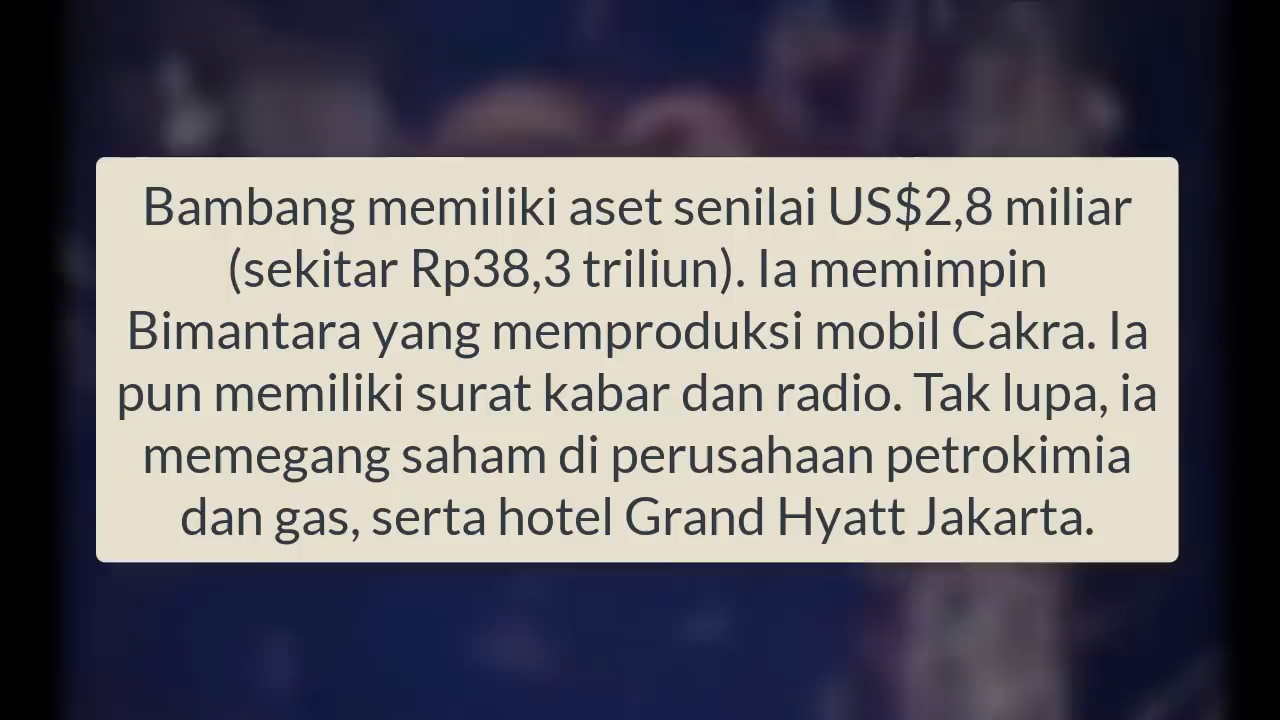 Bambang memiliki aset senilai US$2,8 miliar
(sekitar Rp38,3 triliun). Ia memimpin
Bimantara yang memproduksi mobil Cakra. Ia
pun memiliki surat kabar dan radio. Tak lupa, ia
memegang saham di perusahaan petrokimia
dan gas, serta hotel Grand Hyatt Jakarta.